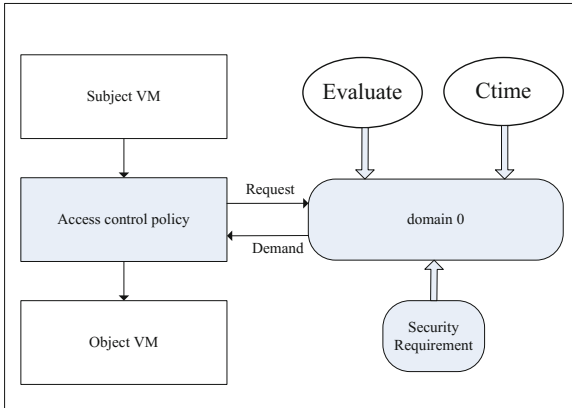 Subject VM
Evaluate
Ctime
Access control policy
Request
Demand
domain 0
Object VM
Security
Requirement